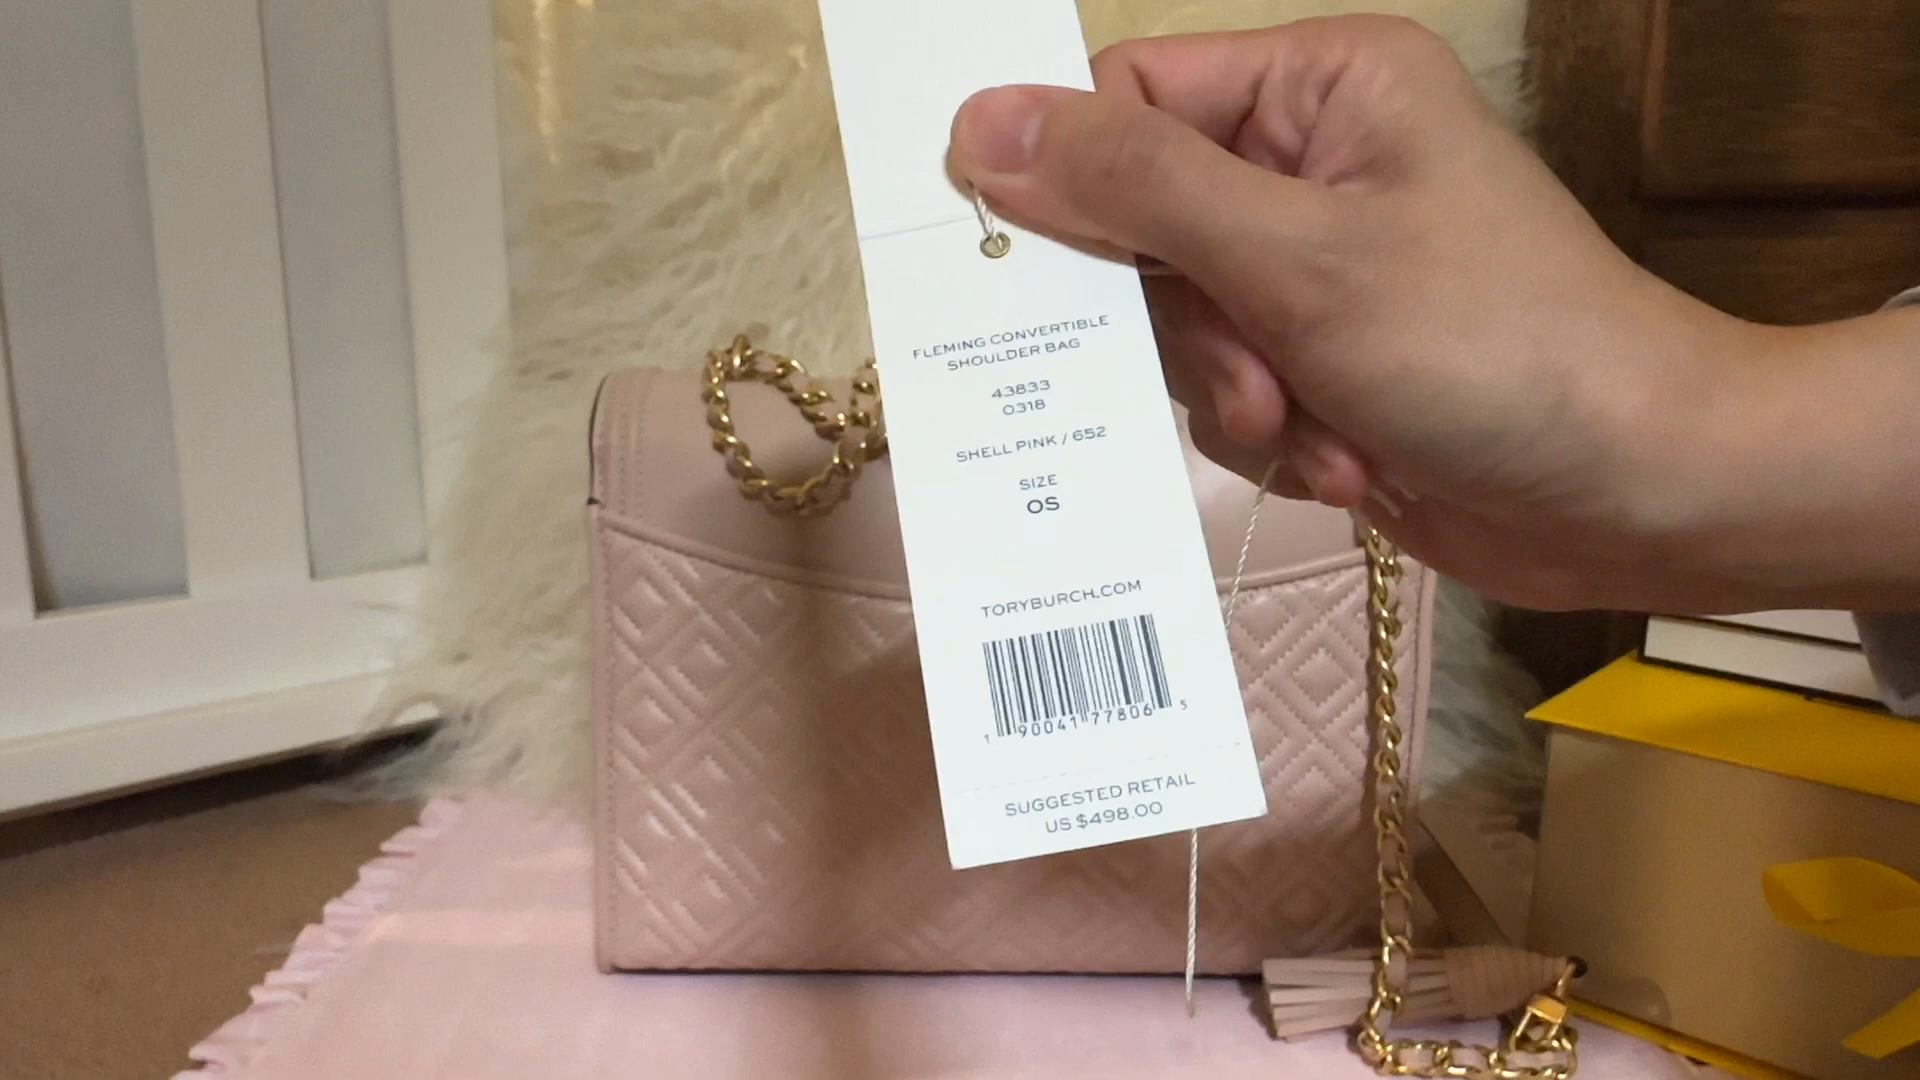 FLEMING CONVERTIBLE
SHOULDER BAG
43833
0318
SHELL PINK / 652
SIZE
OS
TORYBURCH.COM
1 90041 77806 5
SUGGESTED RETAIL
US $498.00